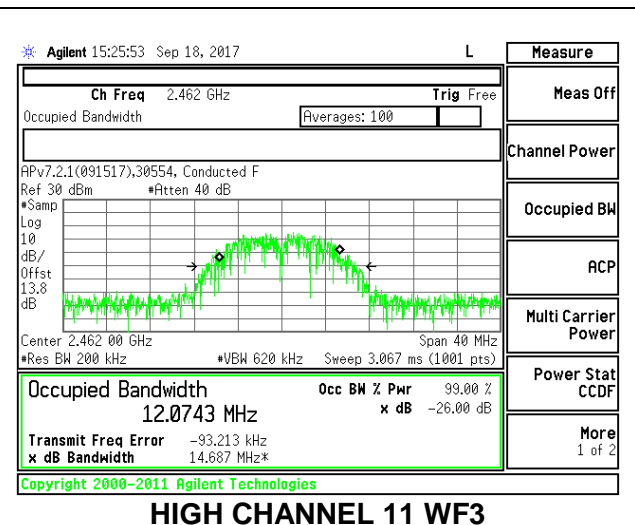 Agilent 15:25:53 Sep 18, 2017 L Measure
Ch Freq 2.462 GHz Trig Free
Meas Off
Occupied Bandwidth Averages: 100
Channel Power
APv7.2.1(091517),30554, Conducted F
Ref 30 dBm #Atten 40 dB
#Samp
Log
10
dB/
Offst
13.8
dB
Occupied BW
ACP
Multi Carrier
Power
Center 2.462 00 GHz Span 40 MHz
#Res BW 200 kHz #VBW 620 kHz Sweep 3.067 ms (1001 pts)
Power Stat
CCDF
Occupied Bandwidth Occ BW % Pwr 99.00 %
12.0743 MHz x dB -26.00 dB
Transmit Freq Error -93.213 kHz
x dB Bandwidth 14.687 MHz*
More
1 of 2
Copyright 2000-2011 Agilent Technologies
HIGH CHANNEL 11 WF3